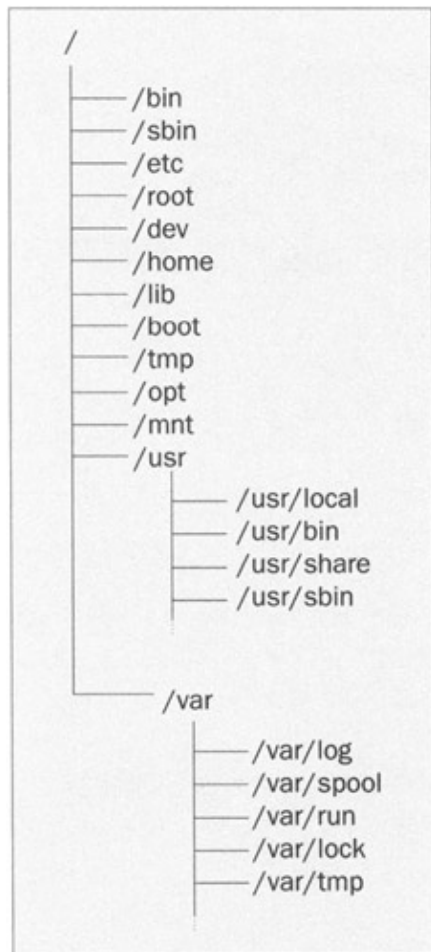 /
/bin
/sbin
/etc
/root
/dev
/home
/lib
/boot
/tmp
/opt
/mnt
/usr
/usr/local
/usr/bin
/usr/share
/usr/sbin
/var
/var/log
/var/spool
/var/run
/var/lock
/var/tmp